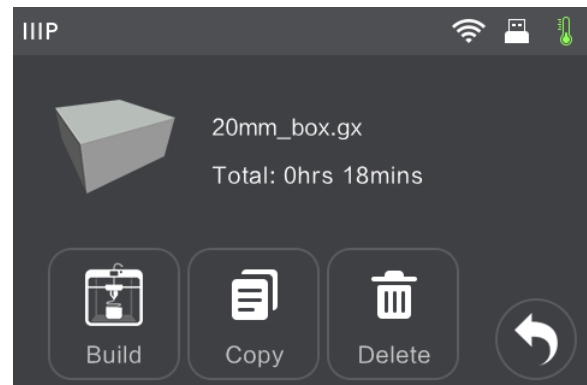 IIIP
20mm_box.gx
Total: 0hrs 18mins
Build
Copy
Delete